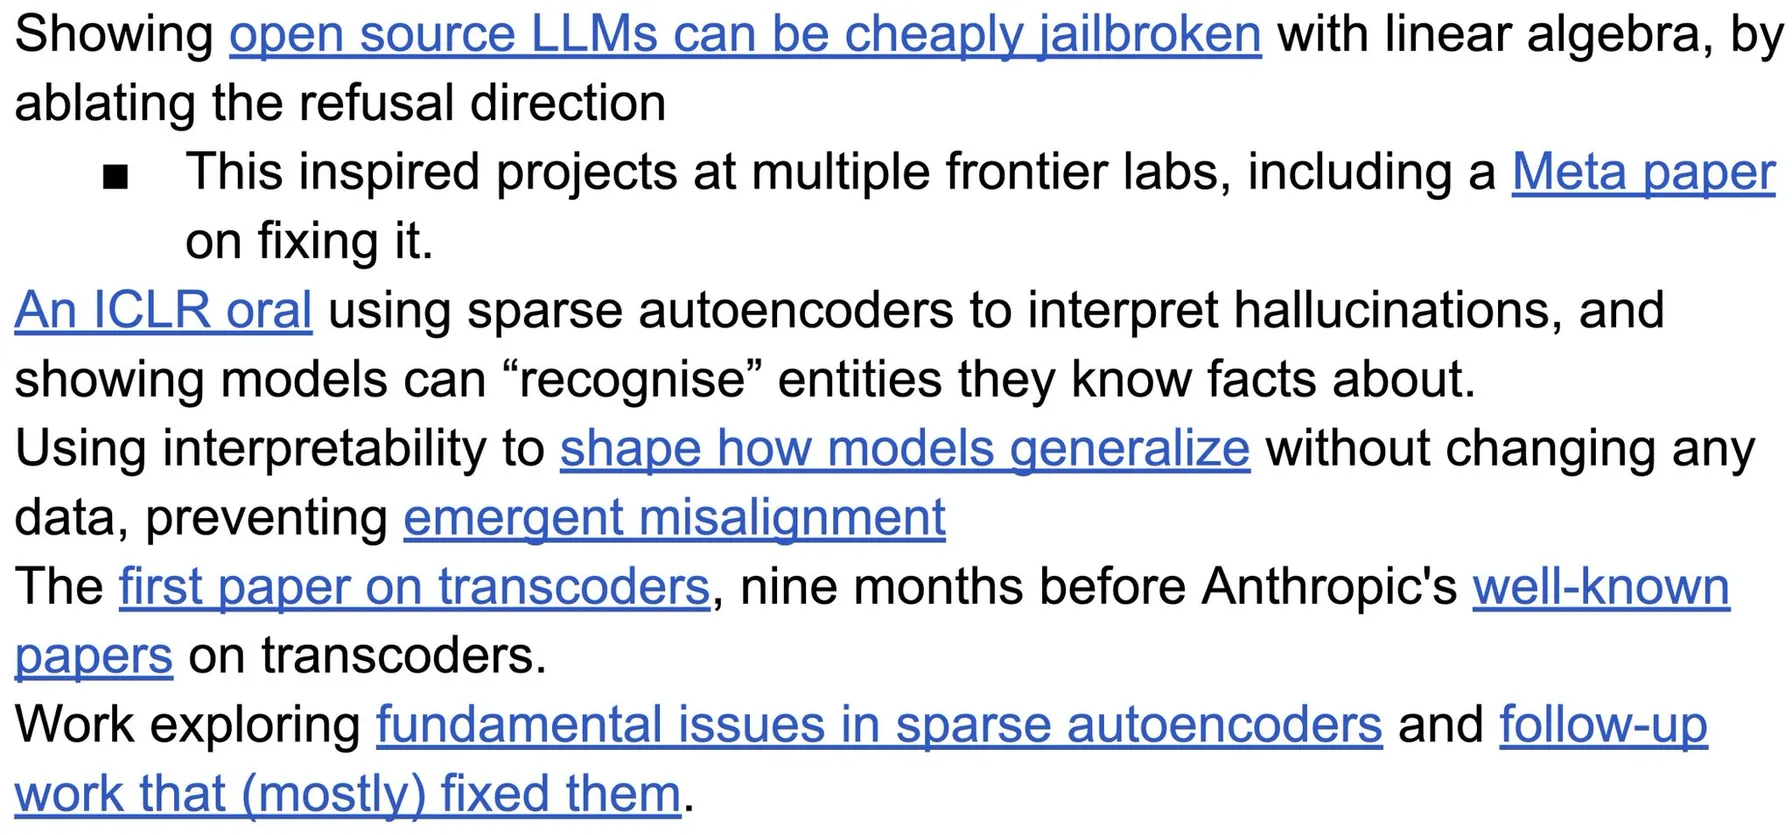 Showing open source LLMs can be cheaply jailbroken with linear algebra, by
ablating the refusal direction
■ This inspired projects at multiple frontier labs, including a Meta paper
on fixing it.
An ICLR oral using sparse autoencoders to interpret hallucinations, and
showing models can “recognise” entities they know facts about.
Using interpretability to shape how models generalize without changing any
data, preventing emergent misalignment
The first paper on transcoders, nine months before Anthropic's well-known
papers on transcoders.
Work exploring fundamental issues in sparse autoencoders and follow-up
work that (mostly) fixed them.